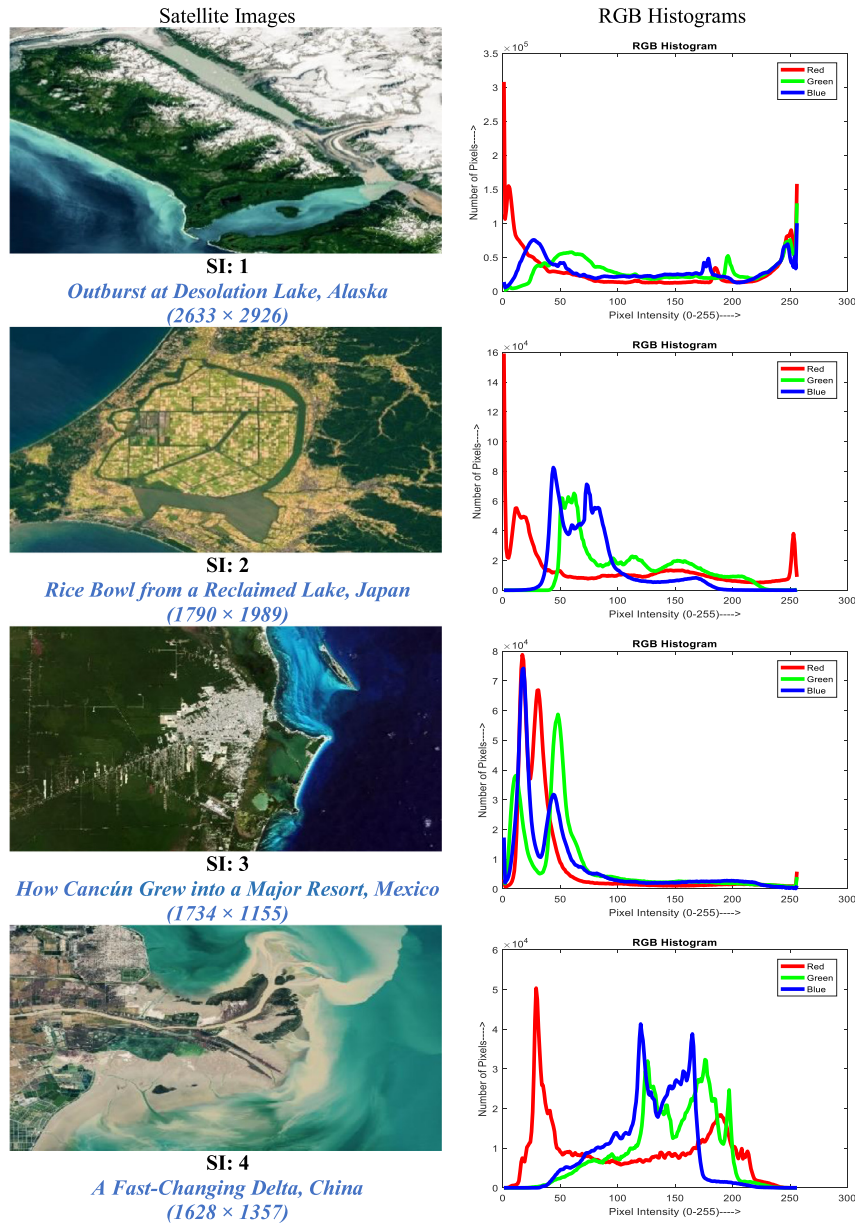 Satellite Images
RGB Histograms
RGB Histogram
×10⁵
3.5
3
2.5
2
1.5
1
0.5
0
Number of Pixels---->
0 50 100 150 200 250 300
Pixel Intensity (0-255)---->
Red
Green
Blue
SI: 1
Outburst at Desolation Lake, Alaska
(2633 × 2926)
RGB Histogram
×10⁴
16
14
12
10
8
6
4
2
0
Number of Pixels---->
0 50 100 150 200 250 300
Pixel Intensity (0-255)---->
Red
Green
Blue
SI: 2
Rice Bowl from a Reclaimed Lake, Japan
(1790 × 1989)
RGB Histogram
×10⁴
8
7
6
5
4
3
2
1
0
Number of Pixels---->
0 50 100 150 200 250 300
Pixel Intensity (0-255)---->
Red
Green
Blue
SI: 3
How Cancún Grew into a Major Resort, Mexico
(1734 × 1155)
RGB Histogram
×10⁴
6
5
4
3
2
1
0
Number of Pixels---->
0 50 100 150 200 250 300
Pixel Intensity (0-255)---->
Red
Green
Blue
SI: 4
A Fast-Changing Delta, China
(1628 × 1357)